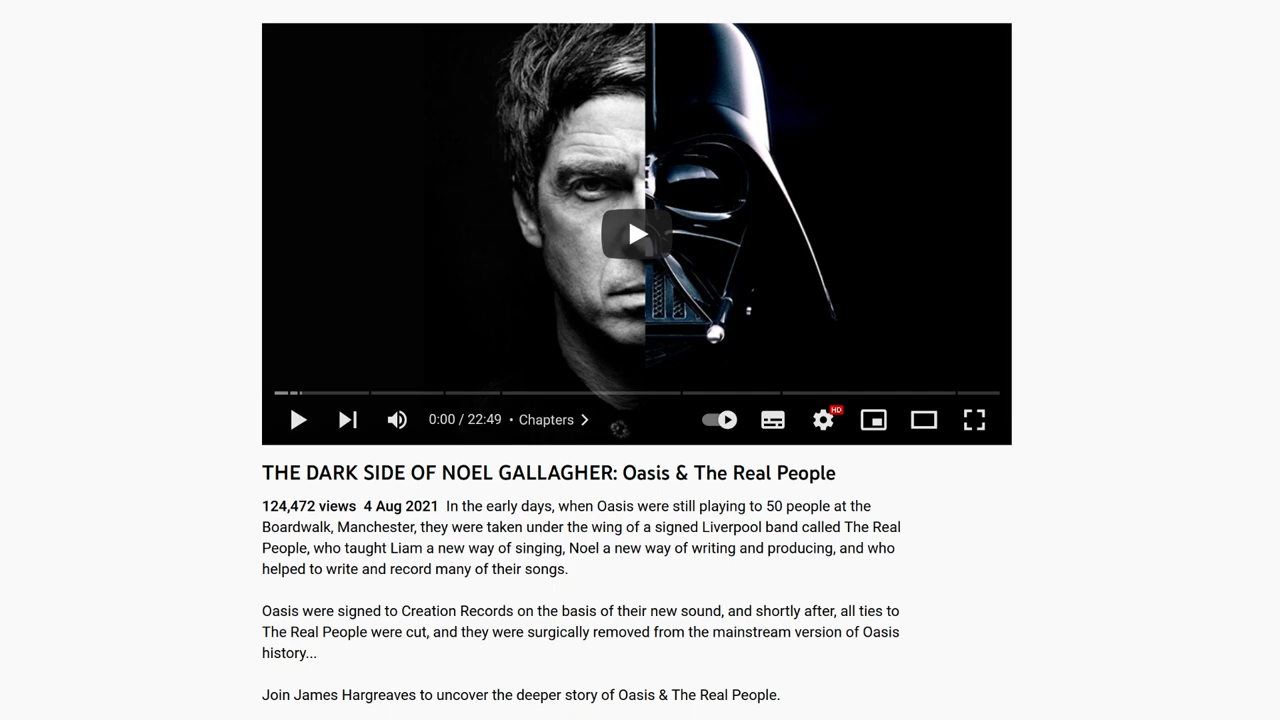 HD
0:00 / 22:49 • Chapters
THE DARK SIDE OF NOEL GALLAGHER: Oasis & The Real People
124,472 views 4 Aug 2021 In the early days, when Oasis were still playing to 50 people at the
Boardwalk, Manchester, they were taken under the wing of a signed Liverpool band called The Real
People, who taught Liam a new way of singing, Noel a new way of writing and producing, and who
helped to write and record many of their songs.
Oasis were signed to Creation Records on the basis of their new sound, and shortly after, all ties to
The Real People were cut, and they were surgically removed from the mainstream version of Oasis
history...
Join James Hargreaves to uncover the deeper story of Oasis & The Real People.